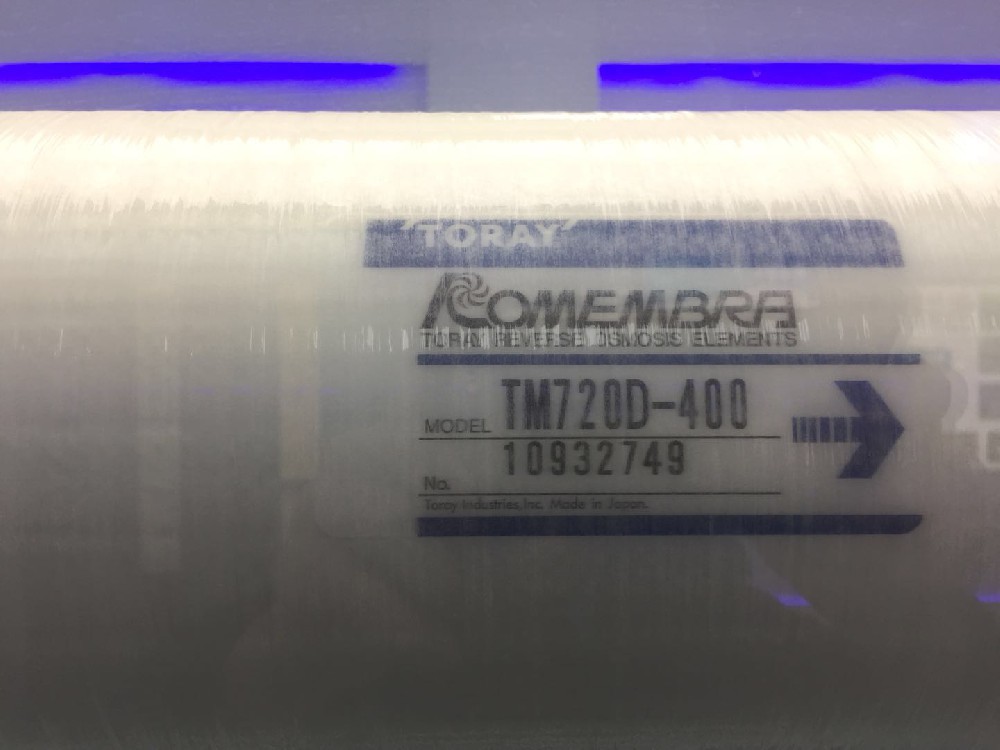 'TORAY'
ROMEMBRA
TORAY REVERSE OSMOSIS ELEMENTS
MODEL TM720D-400
No. 10932749
Toray Industries, Inc. Made in Japan.